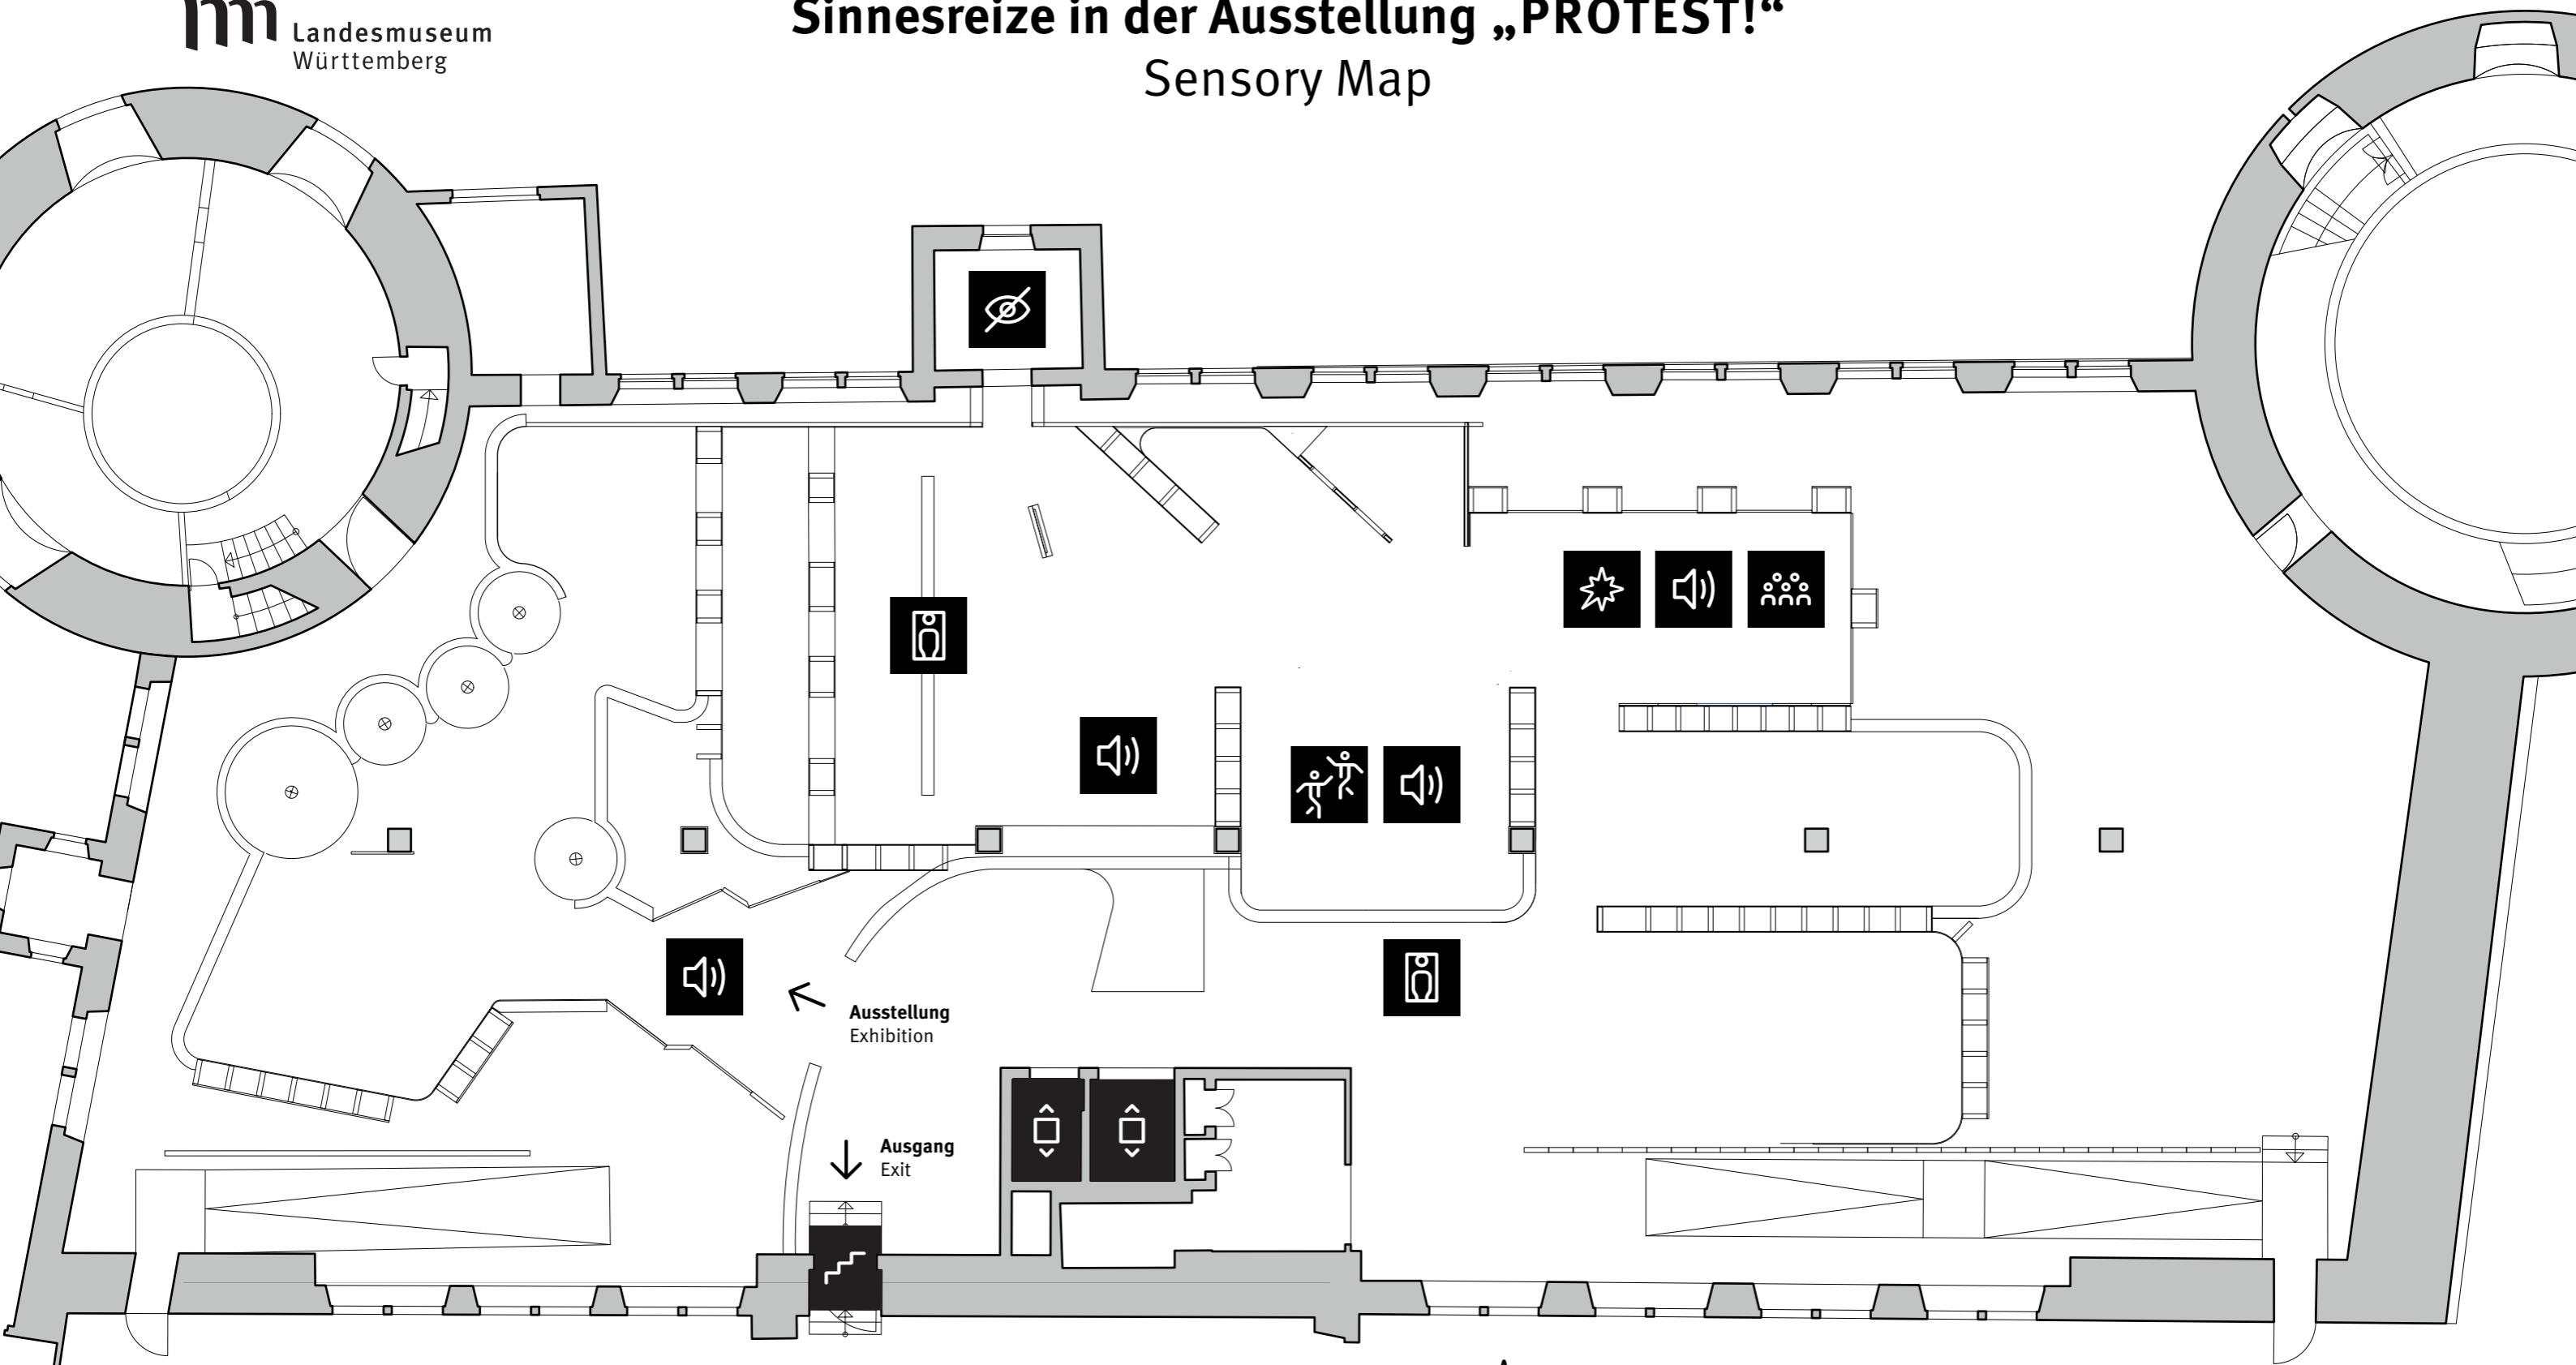 Landesmuseum
Württemberg
Sinnesreize in der Ausstellung „PROTEST!“
Sensory Map
Ausstellung
Exhibition
Ausgang
Exit